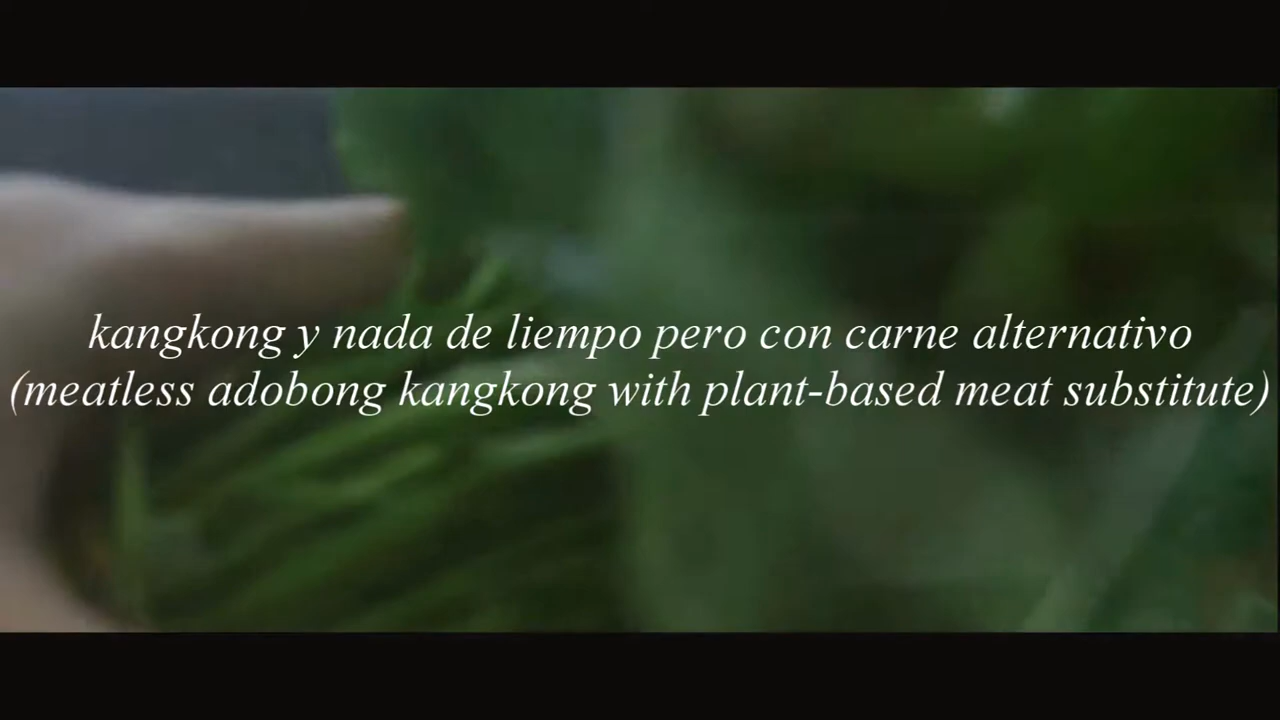 kangkong y nada de liempo pero con carne alternativo
(meatless adobong kangkong with plant-based meat substitute)